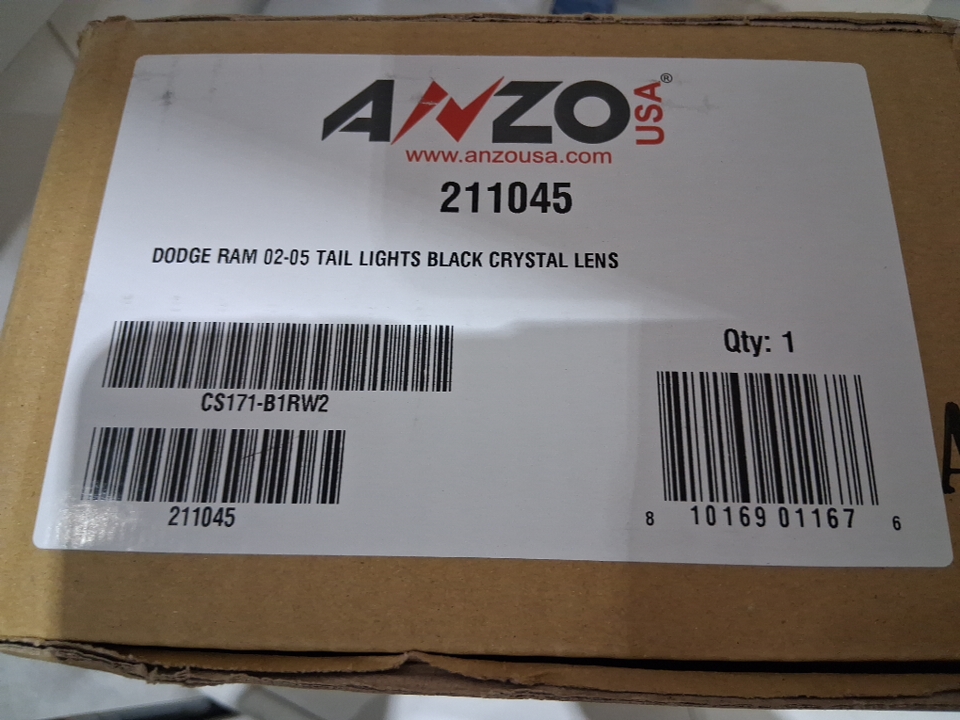 ANZO USA®
www.anzousa.com
211045
DODGE RAM 02-05 TAIL LIGHTS BLACK CRYSTAL LENS
Qty: 1
CS171-B1RW2
211045
8 10169 01167 6